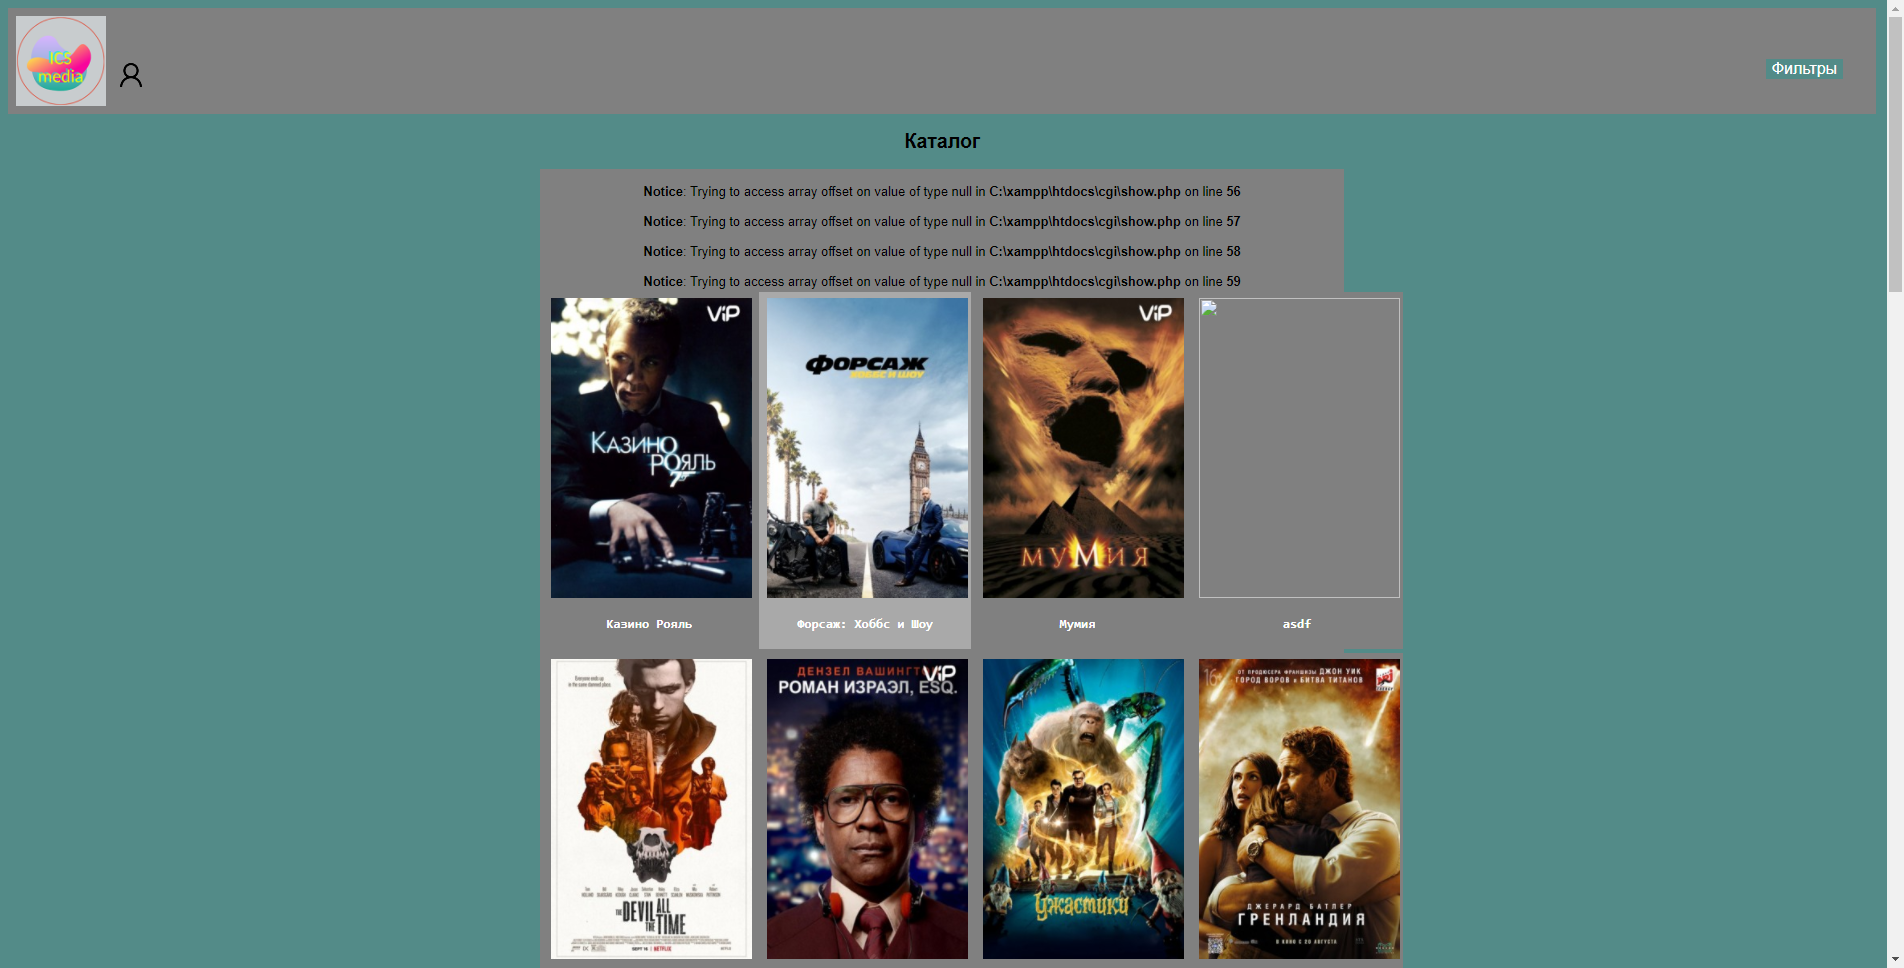 ICS
media
Фильтры
Каталог
Notice: Trying to access array offset on value of type null in C:\xampp\htdocs\cgi\show.php on line 56
Notice: Trying to access array offset on value of type null in C:\xampp\htdocs\cgi\show.php on line 57
Notice: Trying to access array offset on value of type null in C:\xampp\htdocs\cgi\show.php on line 58
Notice: Trying to access array offset on value of type null in C:\xampp\htdocs\cgi\show.php on line 59
ViP
КАЗИНО
РОЯЛЬ
7
ФОРСАЖ
ХОББС И ШОУ
ViP
МУМИЯ
Казино Рояль
Форсаж: Хоббс и Шоу
Мумия
asdf
Everyone ends up
in the same damned place.
THE DEVIL ALL
THE TIME
SEPT 16 NETFLIX
ViP
ДЕНЗЕЛ ВАШИНГТ
РОМАН ИЗРАЭЛ, ESQ.
Ужастики
16+
ОТ ПРОДЮСЕРА ФРАНШИЗЫ ДЖОН УИК
ГОРОД ВОРОВ и БИТВА ТИТАНОВ
NRJ
ДЖЕРАРД БАТЛЕР
ГРЕНЛАНДИЯ
В КИНО С 20 АВГУСТА